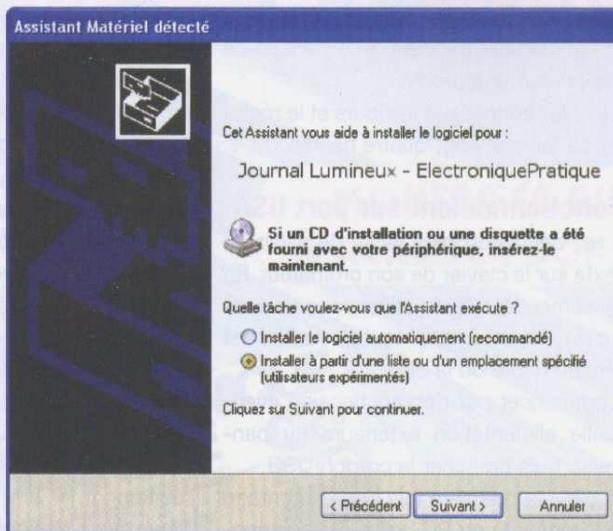 Assistant Matériel détecté
Cet Assistant vous aide à installer le logiciel pour :
Journal Lumineux - ElectroniquePratique
Si un CD d'installation ou une disquette a été
fourni avec votre périphérique, insérez-le
maintenant.
Quelle tâche voulez-vous que l'Assistant exécute ?
Installer le logiciel automatiquement (recommandé)
Installer à partir d'une liste ou d'un emplacement spécifié
(utilisateurs expérimentés)
Cliquez sur Suivant pour continuer.
< Précédent
Suivant >
Annuler